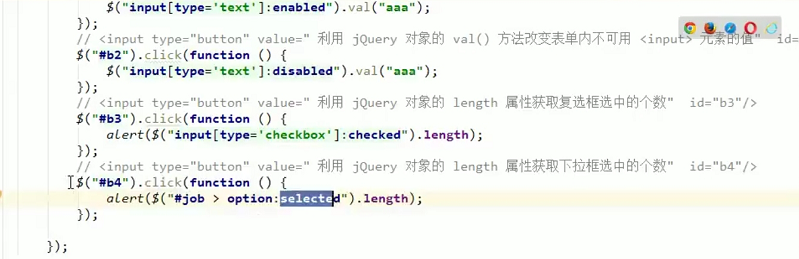 $("input[type='text']:enabled").val("aaa");
});
// <input type="button" value=" 利用 jQuery 对象的 val() 方法改变表单内不可用 <input> 元素的值" id=
$("#b2").click(function () {
$("input[type='text']:disabled").val("aaa");
});
// <input type="button" value=" 利用 jQuery 对象的 length 属性获取复选框选中的个数" id="b3"/>
$("#b3").click(function () {
alert($("input[type='checkbox']:checked").length);
});
// <input type="button" value=" 利用 jQuery 对象的 length 属性获取下拉框选中的个数" id="b4"/>
$("#b4").click(function () {
alert($("#job > option:selected").length);
});
});